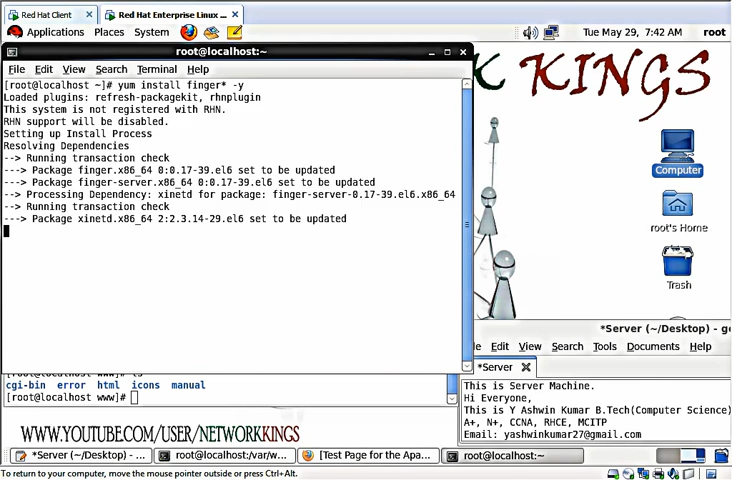 Red Hat Client
Red Hat Enterprise Linux ...
Applications Places System
Tue May 29, 7:42 AM root
root@localhost:~
File Edit View Search Terminal Help
[root@localhost ~]# yum install finger* -y
Loaded plugins: refresh-packagekit, rhnplugin
This system is not registered with RHN.
RHN support will be disabled.
Setting up Install Process
Resolving Dependencies
--> Running transaction check
---> Package finger.x86_64 0:0.17-39.el6 set to be updated
---> Package finger-server.x86_64 0:0.17-39.el6 set to be updated
--> Processing Dependency: xinetd for package: finger-server-0.17-39.el6.x86_64
--> Running transaction check
---> Package xinetd.x86_64 2:2.3.14-29.el6 set to be updated
K KINGS
Computer
root's Home
Trash
[root@localhost www]# ls
cgi-bin error html icons manual
[root@localhost www]#
*Server (~/Desktop) - ge
Edit View Search Tools Documents Help
*Server
This is Server Machine.
Hi Everyone,
This is Y Ashwin Kumar B.Tech(Computer Science)
A+, N+, CCNA, RHCE, MCITP
Email: yashwinkumar27@gmail.com
WWW.YOUTUBE.COM/USER/NETWORKKINGS
*Server (~/Desktop) - ...
root@localhost:/var/w...
[Test Page for the Apa...
root@localhost:~
To return to your computer, move the mouse pointer outside or press Ctrl+Alt.